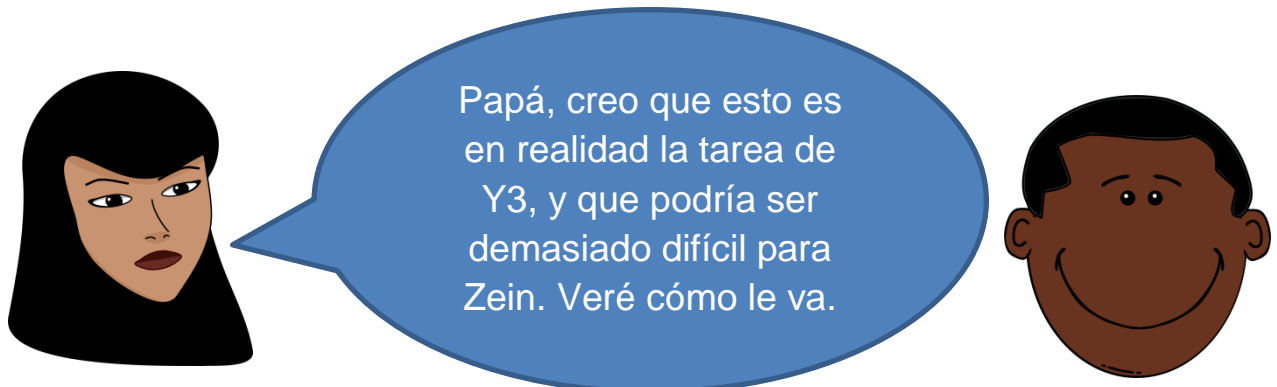 Papá, creo que esto es
en realidad la tarea de
Y3, y que podría ser
demasiado difícil para
Zein. Veré cómo le va.